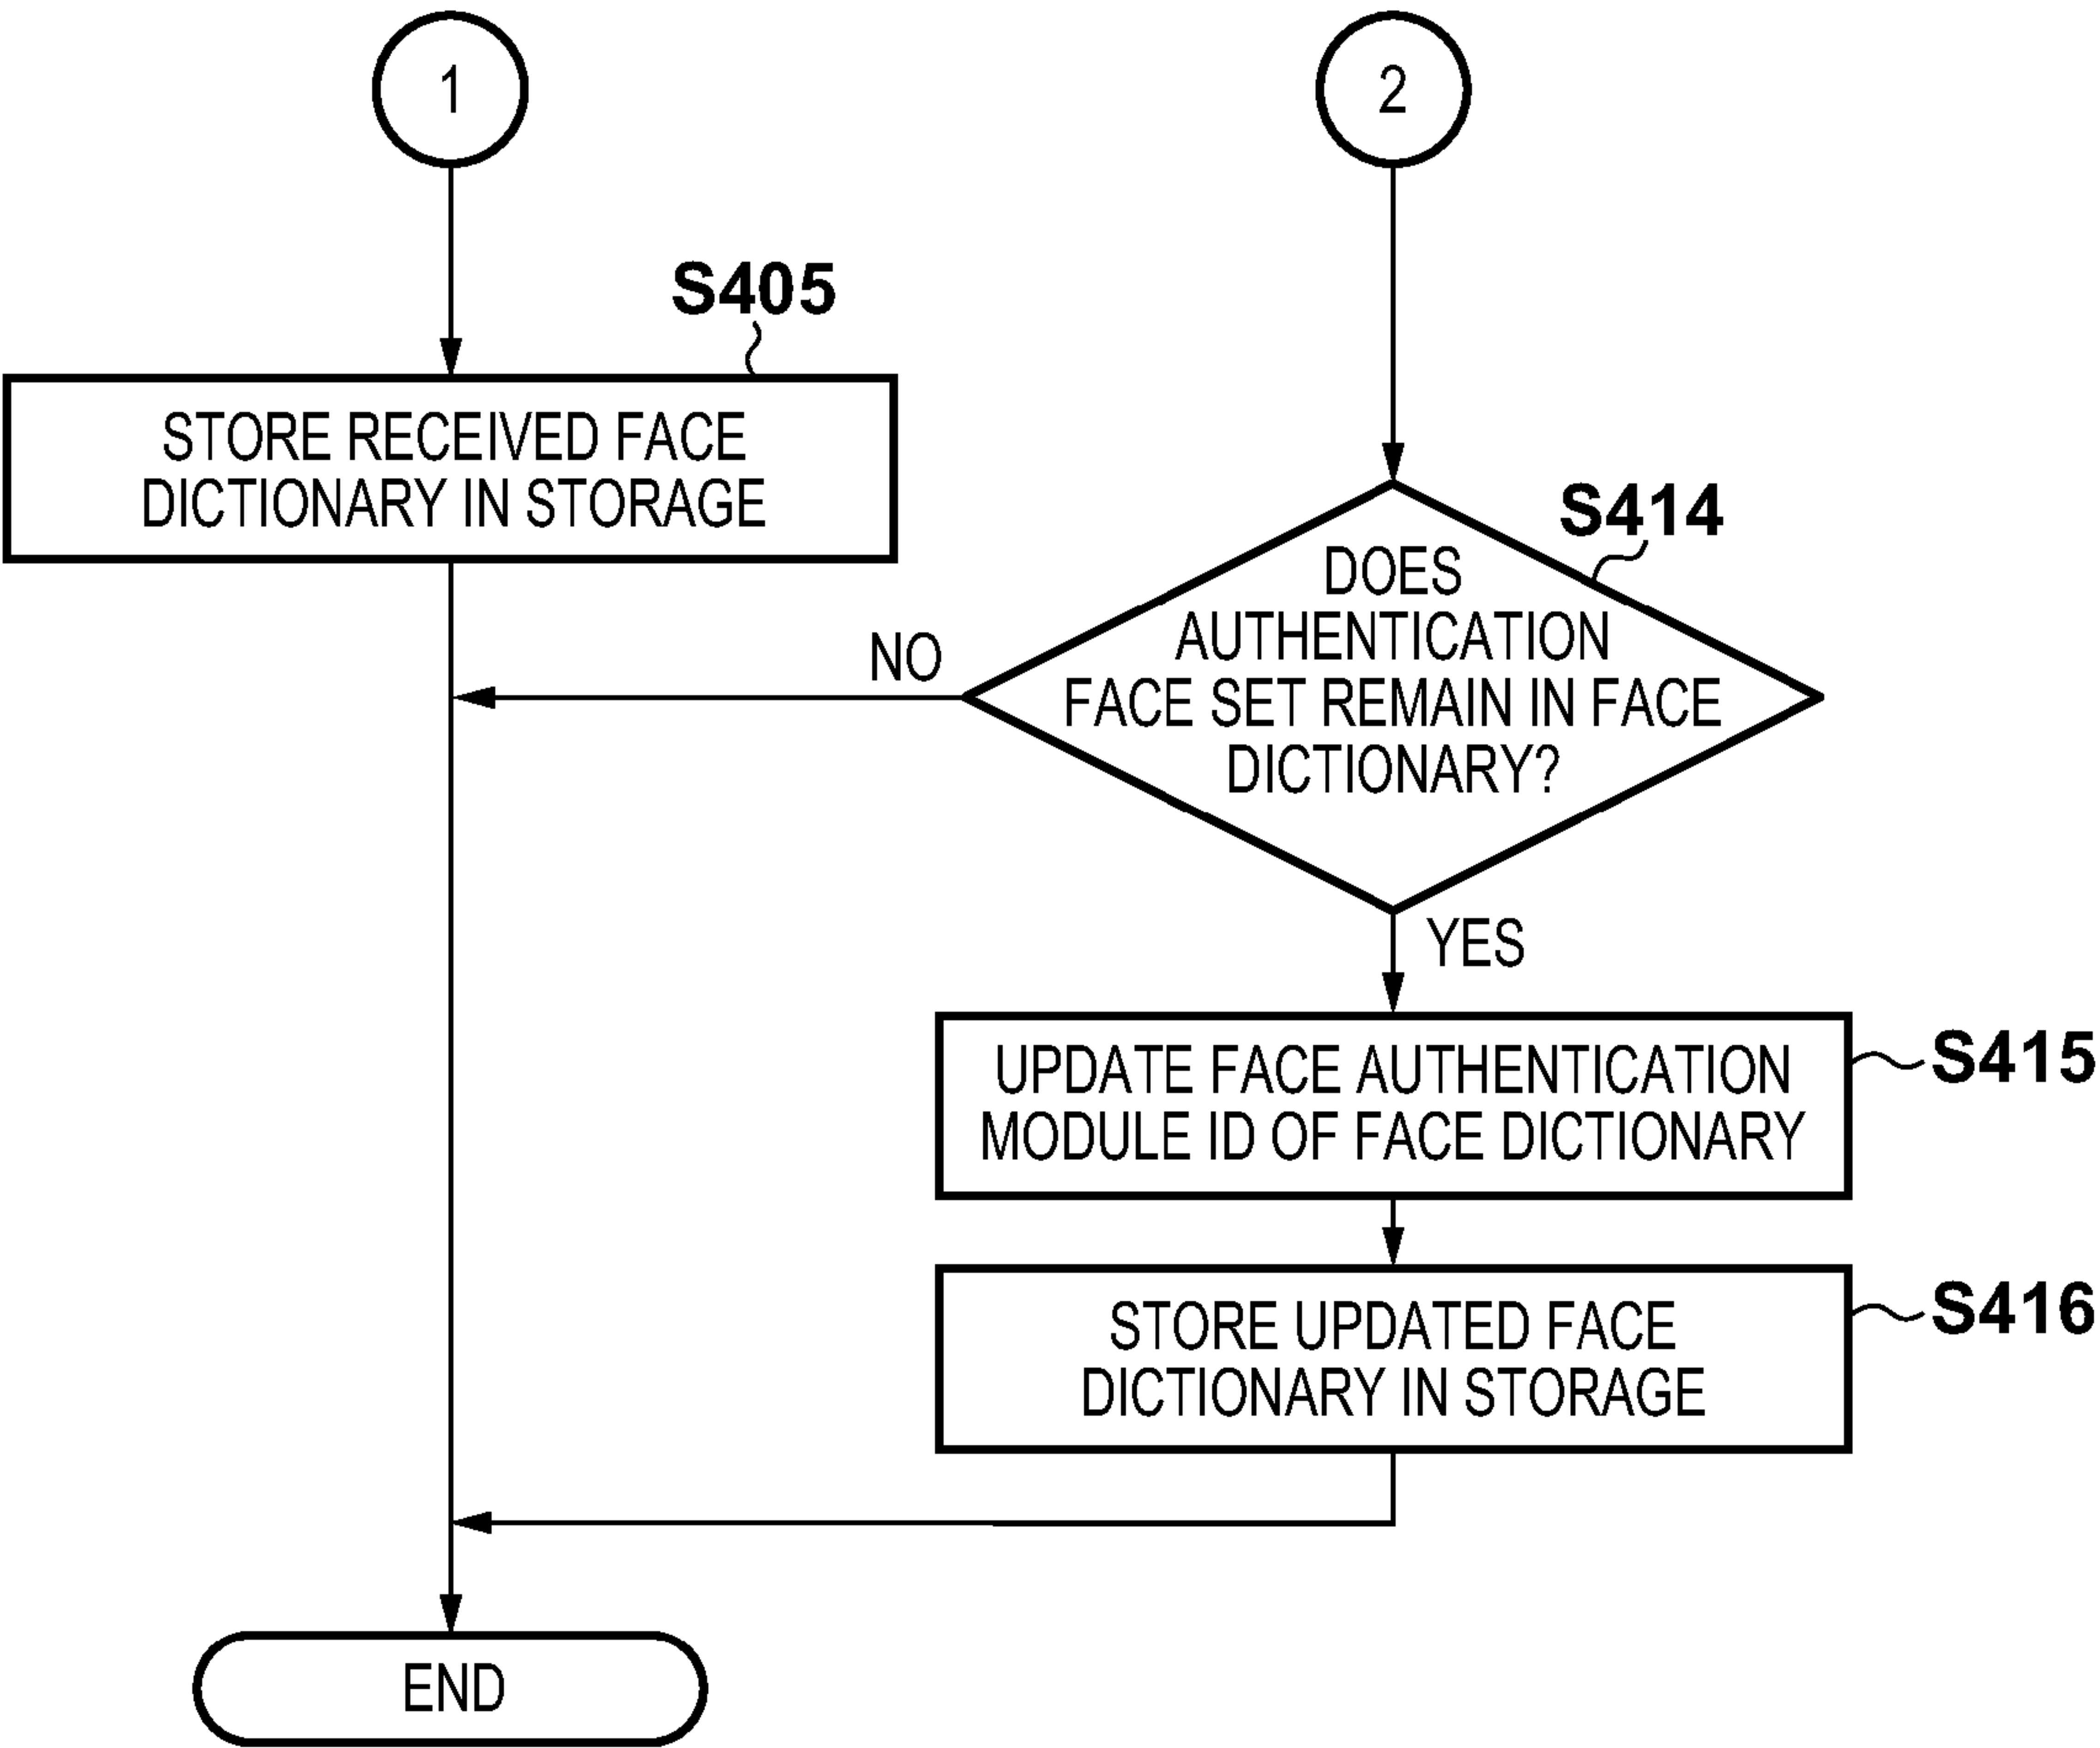 1
2
S405
STORE RECEIVED FACE
DICTIONARY IN STORAGE
S414
DOES
AUTHENTICATION
FACE SET REMAIN IN FACE
DICTIONARY?
NO
YES
UPDATE FACE AUTHENTICATION
MODULE ID OF FACE DICTIONARY
S415
STORE UPDATED FACE
DICTIONARY IN STORAGE
S416
END